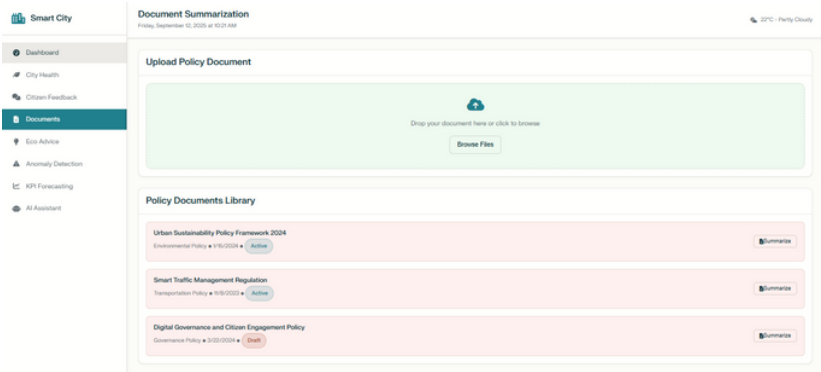 Smart City
Document Summarization
Friday, September 12, 2025 at 10:21 AM
22°C - Partly Cloudy
Dashboard
City Health
Citizen Feedback
Documents
Eco Advice
Anomaly Detection
KPI Forecasting
AI Assistant
Upload Policy Document
Drop your document here or click to browse
Browse Files
Policy Documents Library
Urban Sustainability Policy Framework 2024
Environmental Policy • 1/15/2024 • Active
Summarize
Smart Traffic Management Regulation
Transportation Policy • 11/8/2023 • Active
Summarize
Digital Governance and Citizen Engagement Policy
Governance Policy • 2/22/2024 • Draft
Summarize